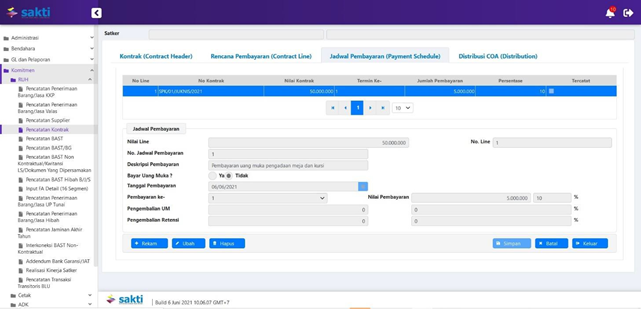 sakti
Satker
Administrasi
Bendahara
GL dan Pelaporan
Komitmen
RUH
Pencatatan Penerimaan
Barang/Jasa KKP
Pencatatan Penerimaan
Barang/Jasa Valas
Pencatatan Supplier
Pencatatan Kontrak
Pencatatan BAST
Pencatatan BAST/BG
Pencatatan BAST Non
Kontraktual/Kwitansi
LS/Dokumen Yang Dipersamakan
Pencatatan BAST Hibah B/J/S
Input FA Detail (16 Segmen)
Pencatatan Penerimaan
Barang/Jasa UP Tunai
Pencatatan Penerimaan
Barang/Jasa Hibah
Pencatatan Jaminan Akhir
Tahun
Interkoneksi BAST Non-
Kontraktual
Addendum Bank Garansi/JAT
Realisasi Kinerja Satker
Pencatatan Transaksi
Transitoris BLU
Cetak
ADK
Kontrak (Contract Header) Rencana Pembayaran (Contract Line) Jadwal Pembayaran (Payment Schedule) Distribusi COA (Distribution)
No Line No Kontrak Nilai Kontrak Termin Ke- Jumlah Pembayaran Persentase Tercatat
1 SPK/01/UKNIS/2021 50.000.000 1 5.000.000 10
1 10
Jadwal Pembayaran
Nilai Line 50.000.000 No. Line 1
No. Jadwal Pembayaran 1
Deskripsi Pembayaran Pembayaran uang muka pengadaan meja dan kursi
Bayar Uang Muka ? Ya Tidak
Tanggal Pembayaran 06/06/2021
Pembayaran ke- 1 Nilai Pembayaran 5.000.000 10 %
Pengembalian UM 0 0 %
Pengembalian Retensi 0 0 %
Rekam Ubah Hapus Simpan Batal Keluar
sakti | Build 6 Juni 2023 10.06.07 GMT+7